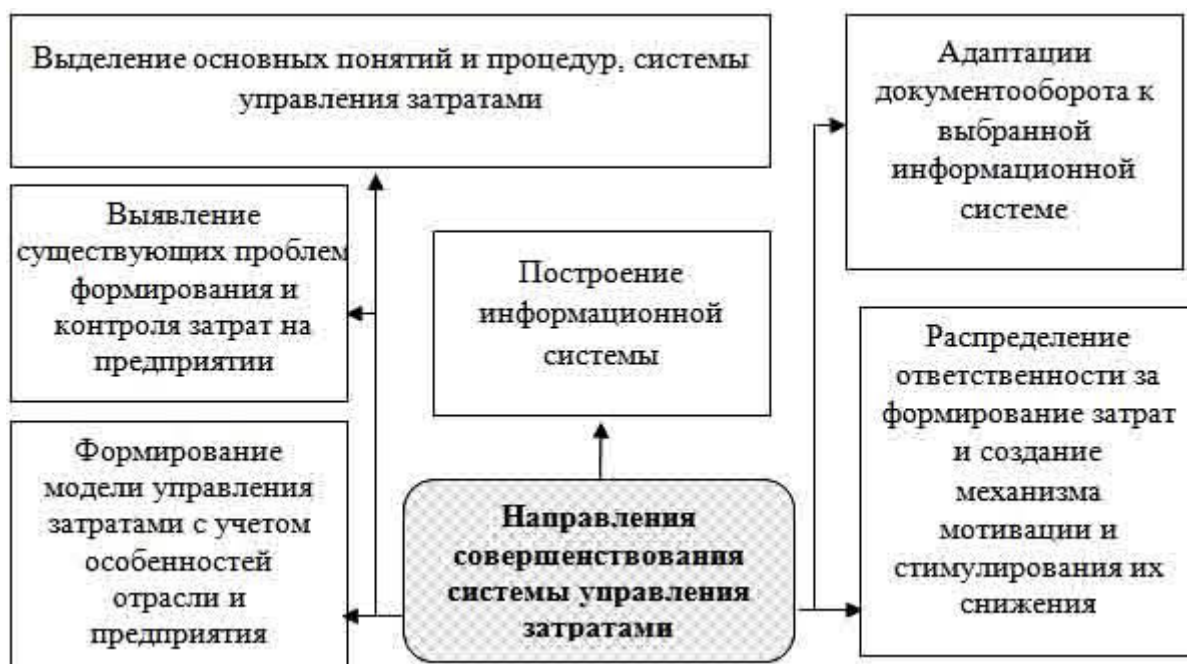 Выделение основных понятий и процедур, системы
управления затратами
Адаптации
документооборота к
выбранной
информационной
системе
Выявление
существующих проблем
формирования и
контроля затрат на
предприятии
Построение
информационной
системы
Распределение
ответственности за
формирование затрат
и создание
механизма
мотивации и
стимулирования их
снижения
Формирование
модели управления
затратами с учетом
особенностей
отрасли и
предприятия
Направления
совершенствования
системы управления
затратами